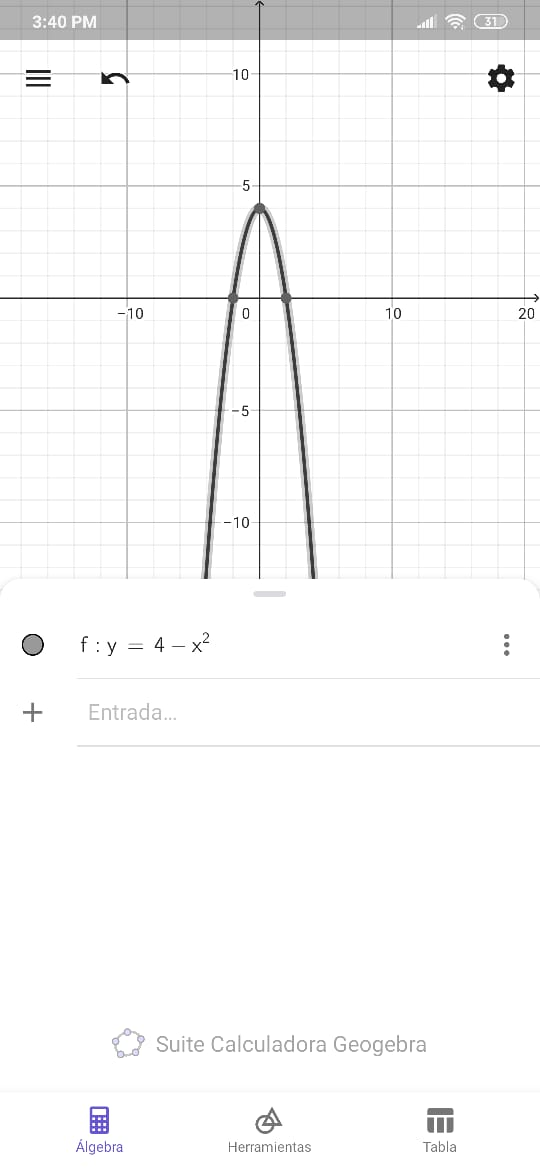 3:40 PM 31
10
5
−10 0 10 20
−5
−10
f : y = 4 − x²
+ Entrada...
Suite Calculadora Geogebra
Álgebra Herramientas Tabla